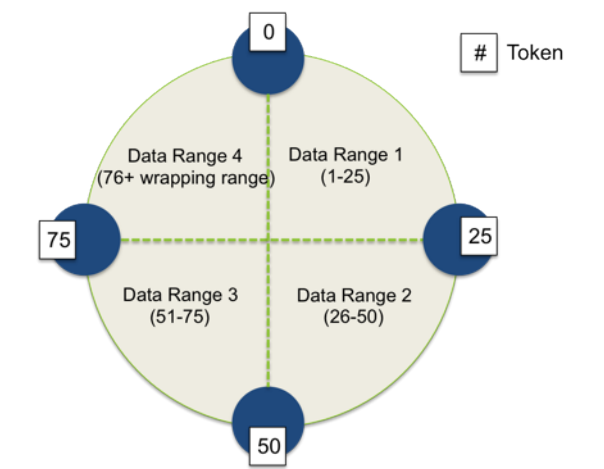 0
# Token
Data Range 4
(76+ wrapping range)
Data Range 1
(1-25)
75
25
Data Range 3
(51-75)
Data Range 2
(26-50)
50